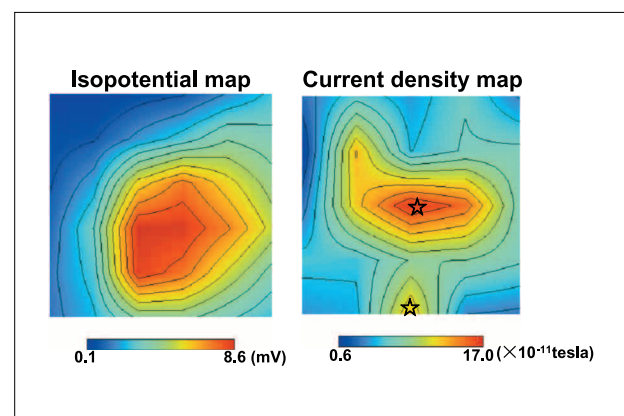 Isopotential map
Current density map
0.1
8.6 (mV)
0.6
17.0 (×10⁻¹¹tesla)